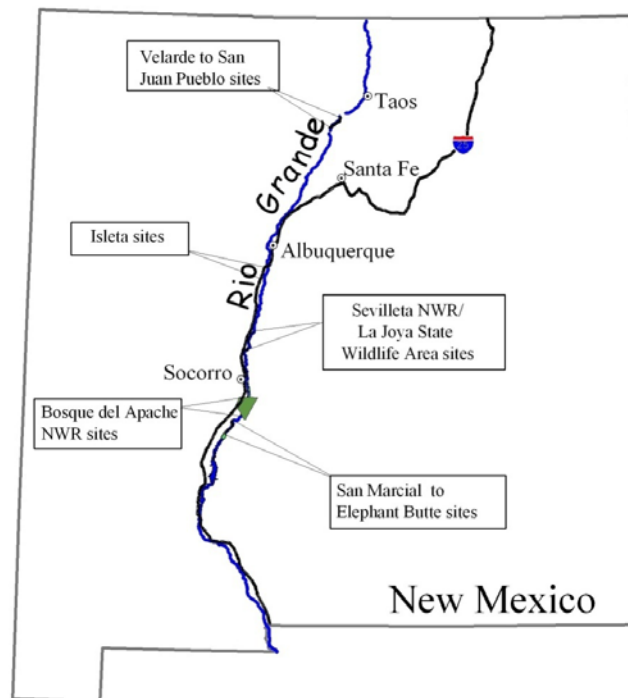 Velarde to San
Juan Pueblo sites
Taos
Rio Grande
Santa Fe
Isleta sites
Albuquerque
Sevilleta NWR/
La Joya State
Wildlife Area sites
Socorro
Bosque del Apache
NWR sites
San Marcial to
Elephant Butte sites
New Mexico